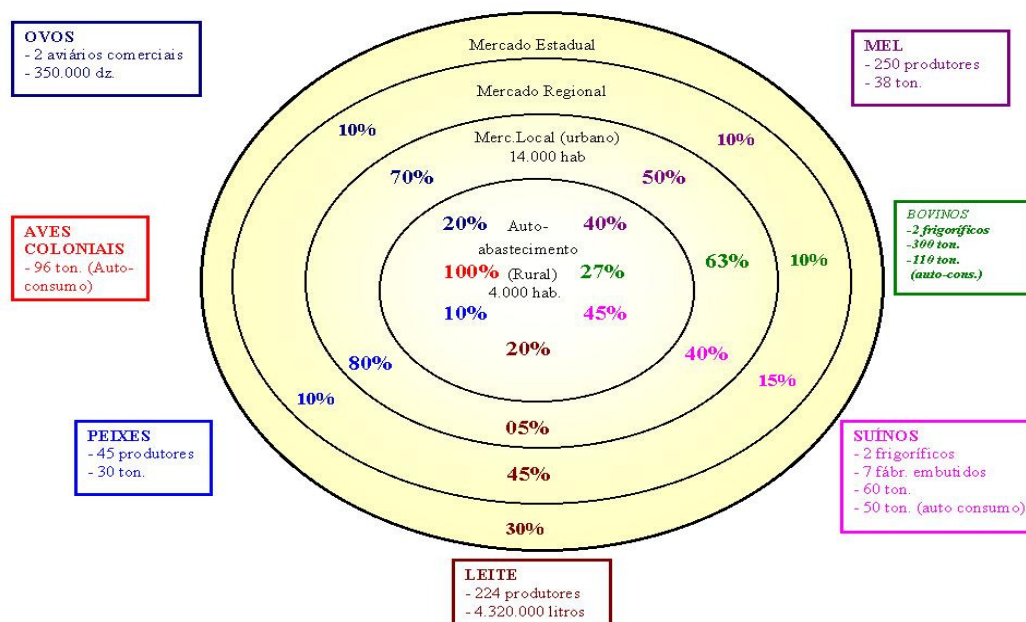 OVOS
- 2 aviários comerciais
- 350.000 dz.
Mercado Estadual
MEL
- 250 produtores
- 38 ton.
Mercado Regional
10%
10%
Merc.Local (urbano)
14.000 hab
70%
50%
AVES
COLONIAIS
- 96 ton. (Auto-
consumo)
20%
Auto-
40%
abastecimento
(Rural)
100%
27%
4.000 hab.
63%
10%
BOVINOS
-2 frigoríficos
-300 ton.
-110 ton.
(auto-cons.)
10%
45%
20%
80%
40%
10%
15%
PEIXES
- 45 produtores
- 30 ton.
05%
45%
30%
SUÍNOS
- 2 frigoríficos
- 7 fábr. embutidos
- 60 ton.
- 50 ton. (auto consumo)
LEITE
- 224 produtores
- 4.320.000 litros